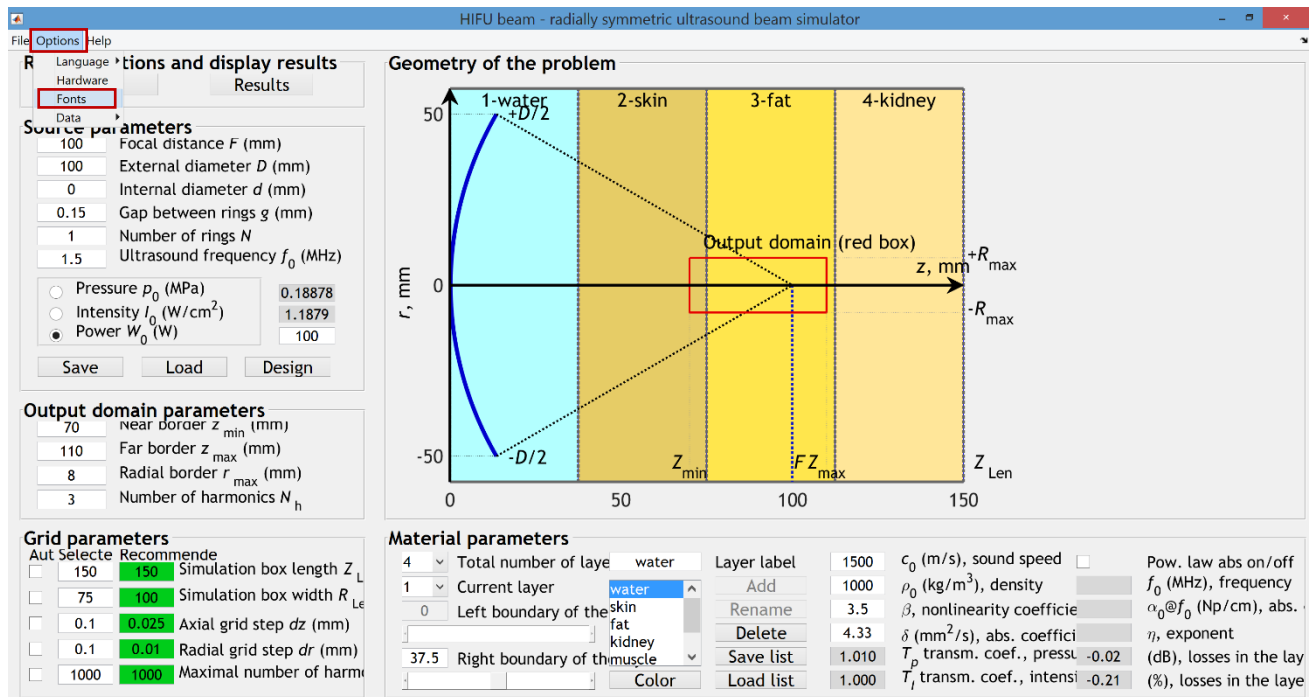 HIFU beam - radially symmetric ultrasound beam simulator
File Options Help
Language
Hardware
Fonts
Data
tions and display results
Results
Source parameters
100 Focal distance F (mm)
100 External diameter D (mm)
0 Internal diameter d (mm)
0.15 Gap between rings g (mm)
1 Number of rings N
1.5 Ultrasound frequency f0 (MHz)
Pressure p0 (MPa) 0.18878
Intensity I0 (W/cm2) 1.1879
Power W0 (W) 100
Save Load Design
Output domain parameters
70 Near border z min (mm)
110 Far border z max (mm)
8 Radial border r max (mm)
3 Number of harmonics N h
Grid parameters
Aut Selecte Recommende
150 150 Simulation box length Z L
75 100 Simulation box width R Le
0.1 0.025 Axial grid step dz (mm)
0.1 0.01 Radial grid step dr (mm)
1000 1000 Maximal number of harm
Geometry of the problem
1-water 2-skin 3-fat 4-kidney
50 +D/2
Output domain (red box)
z, mm +Rmax
r, mm 0
-Rmax
-50 -D/2 Zmin F Zmax Z Len
0 50 100 150
Material parameters
4 Total number of laye water Layer label
1 Current layer water Add
0 Left boundary of the skin Rename
fat
kidney Delete
37.5 Right boundary of th muscle Save list
Color Load list
1500 c0 (m/s), sound speed Pow. law abs on/off
1000 ρ0 (kg/m3), density f0 (MHz), frequency
3.5 β, nonlinearity coefficie α0@f0 (Np/cm), abs.
4.33 δ (mm2/s), abs. coeffici η, exponent
1.010 Tp transm. coef., pressu -0.02 (dB), losses in the lay
1.000 TI transm. coef., intensi -0.21 (%), losses in the laye